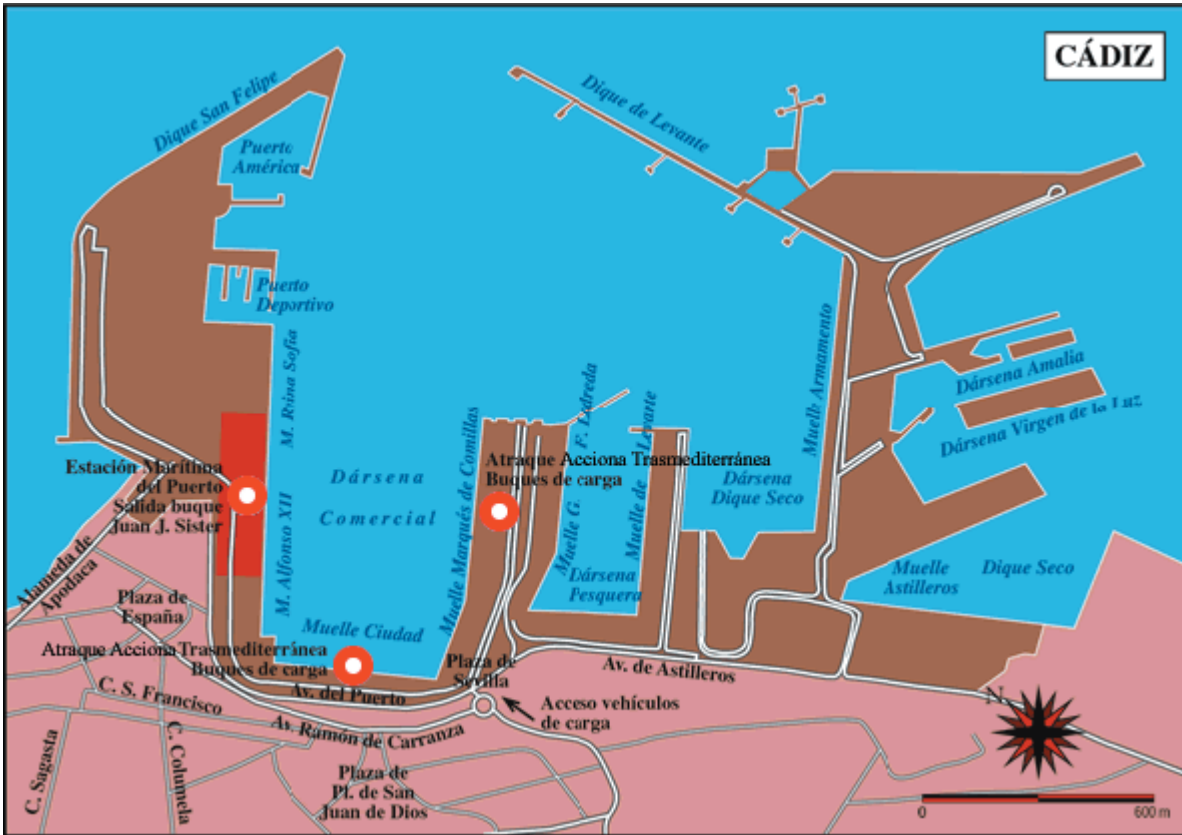 CÁDIZ
Dique San Felipe
Dique de Levante
Puerto
América
Puerto
Deportivo
M. Reina Sofía
Muelle Armamento
Dársena Amalia
Dársena Virgen de la Luz
Estación Marítima
del Puerto
Salida buque
Juan J. Sister
Dársena
Comercial
M. Alfonso XII
Muelle Marqués de Comillas
Atraque Acciona Trasmediterránea
Buques de carga
Muelle G. F. Ladreda
Muelle de Levarte
Dársena
Dique Seco
Dársena
Pesquera
Muelle
Astilleros
Dique Seco
Alameda de
Apodaca
Plaza de
España
Muelle Ciudad
Atraque Acciona Trasmediterránea
Buques de carga
Av. del Puerto
Plaza de
Sevilla
Av. de Astilleros
C. S. Francisco
Av. Ramón de Carranza
Acceso vehículos
de carga
C. Sagasta
C. Columela
Plaza de
Pl. de San
Juan de Dios
N
0
600 m